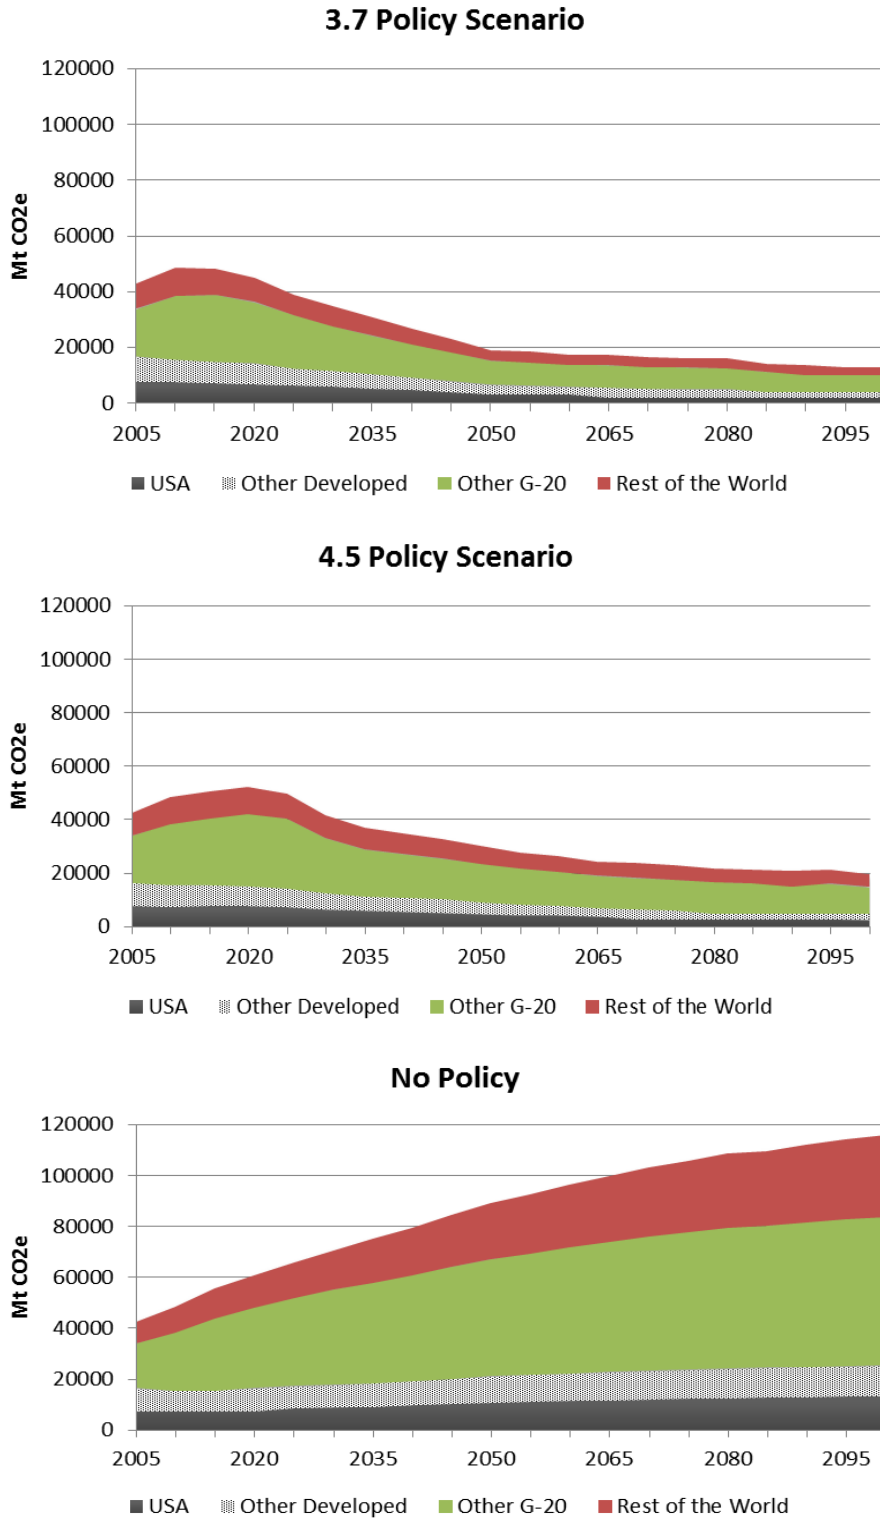 3.7 Policy Scenario
120000
100000
80000
60000
40000
20000
0
Mt CO2e
2005 2020 2035 2050 2065 2080 2095
USA Other Developed Other G-20 Rest of the World
4.5 Policy Scenario
120000
100000
80000
60000
40000
20000
0
Mt CO2e
2005 2020 2035 2050 2065 2080 2095
USA Other Developed Other G-20 Rest of the World
No Policy
120000
100000
80000
60000
40000
20000
0
Mt CO2e
2005 2020 2035 2050 2065 2080 2095
USA Other Developed Other G-20 Rest of the World